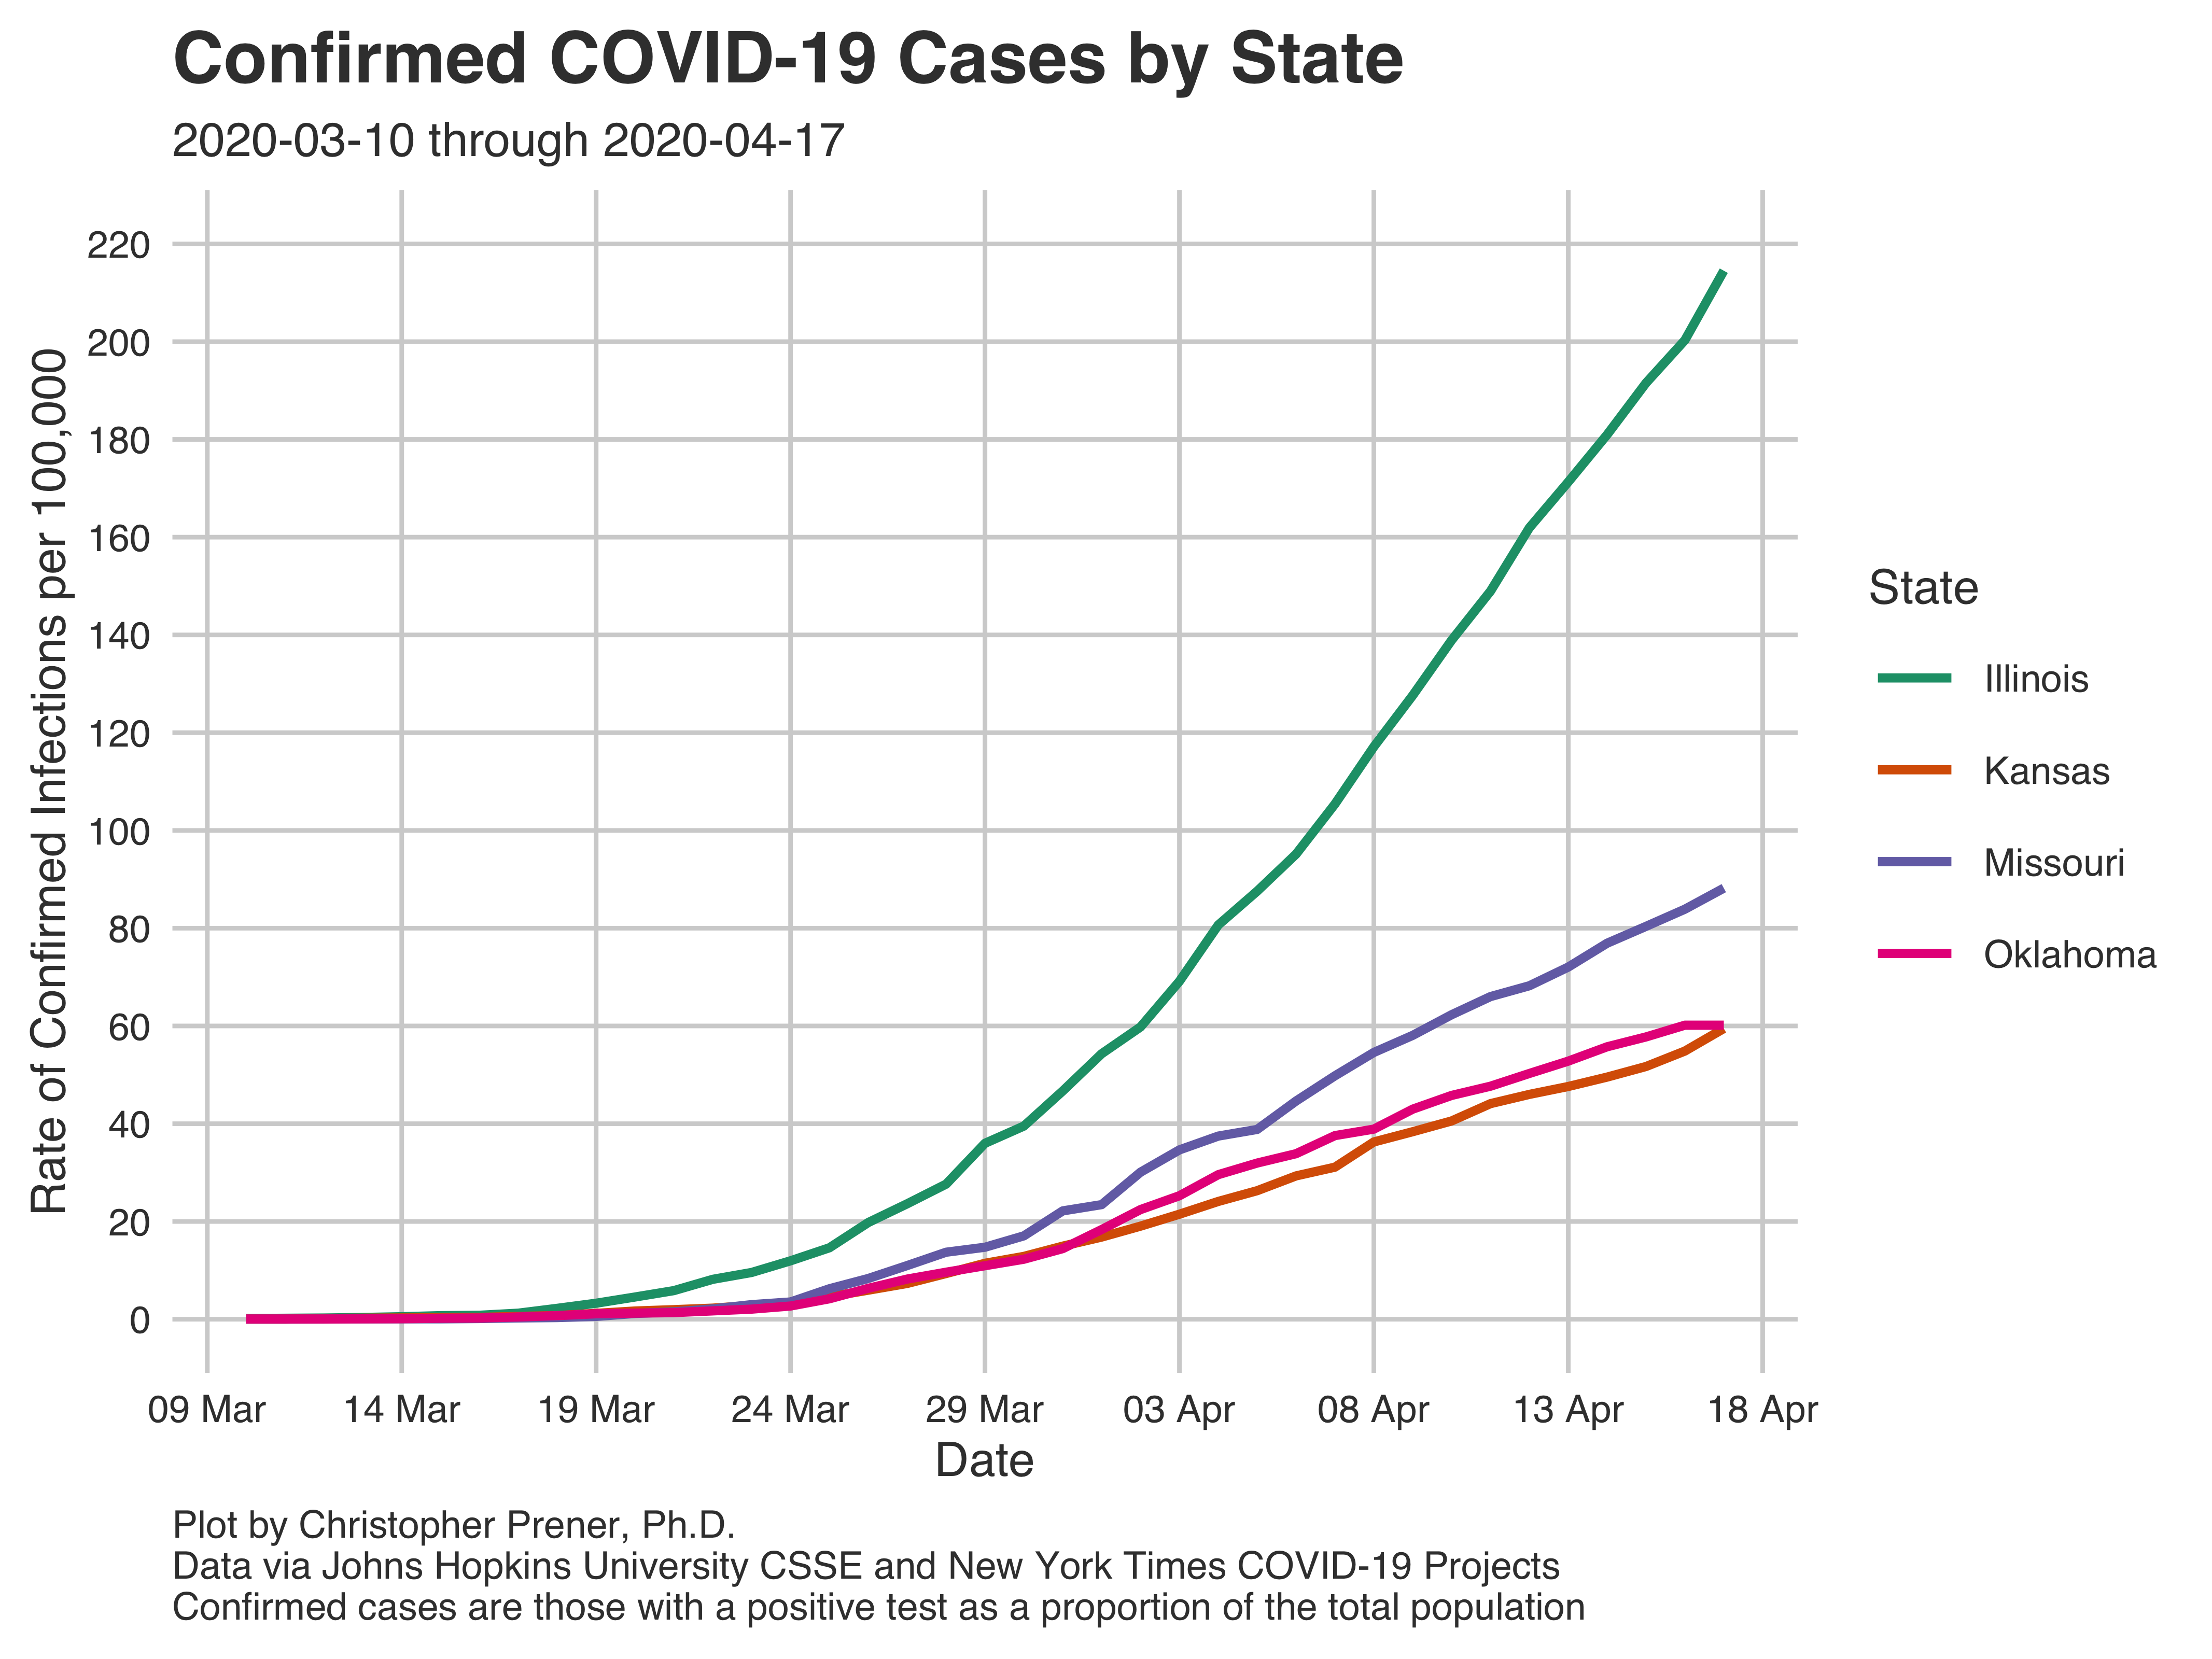 Confirmed COVID-19 Cases by State
2020-03-10 through 2020-04-17
Rate of Confirmed Infections per 100,000
220
200
180
160
140
120
100
80
60
40
20
0
09 Mar 14 Mar 19 Mar 24 Mar 29 Mar 03 Apr 08 Apr 13 Apr 18 Apr
Date
State
Illinois
Kansas
Missouri
Oklahoma
Plot by Christopher Prener, Ph.D.
Data via Johns Hopkins University CSSE and New York Times COVID-19 Projects
Confirmed cases are those with a positive test as a proportion of the total population